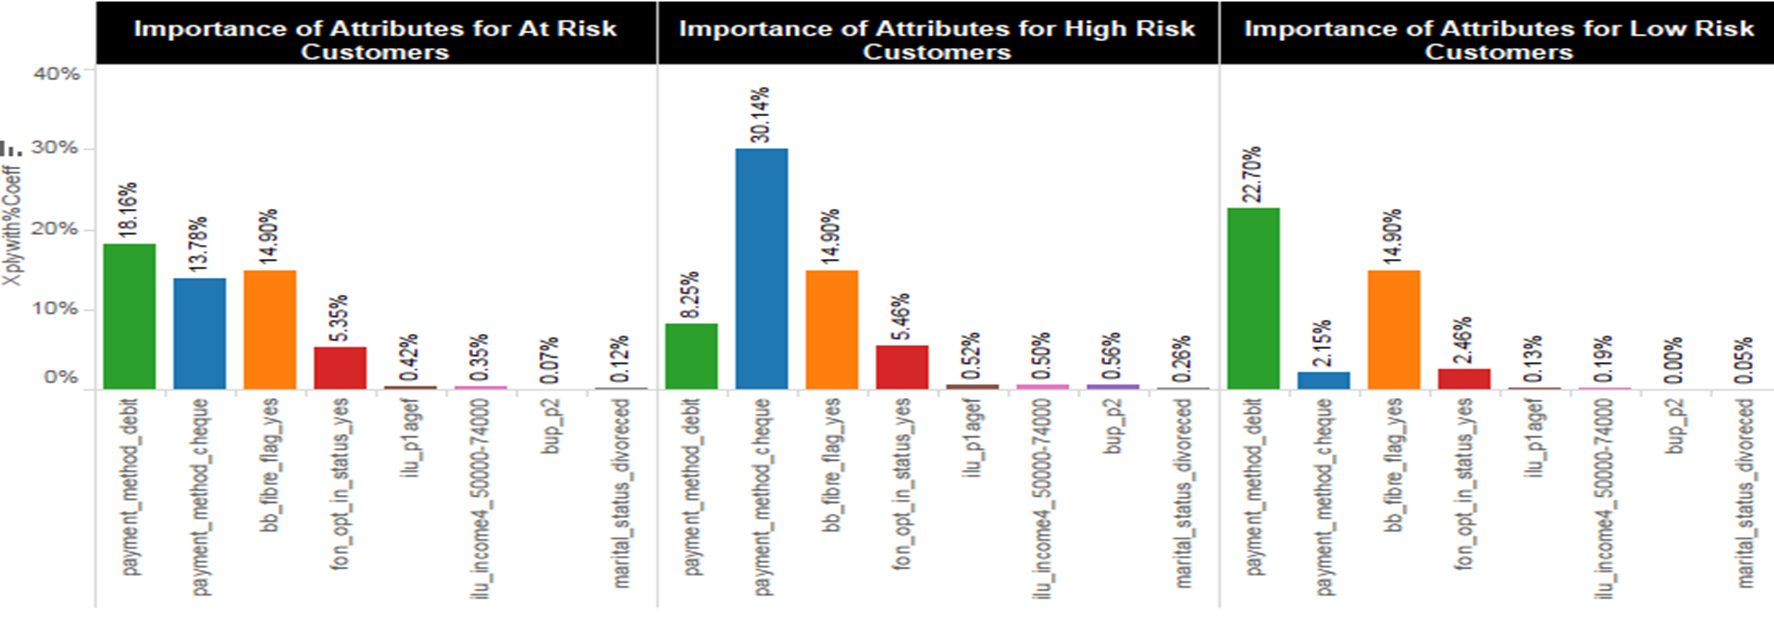 Importance of Attributes for At Risk
Customers
Importance of Attributes for High Risk
Customers
Importance of Attributes for Low Risk
Customers
Xplywith%Coeff
40%
30%
20%
10%
0%
18.16%
13.78%
14.90%
5.35%
0.42%
0.35%
0.07%
0.12%
8.25%
30.14%
14.90%
5.46%
0.52%
0.50%
0.56%
0.26%
22.70%
2.15%
14.90%
2.46%
0.13%
0.19%
0.00%
0.05%
payment_method_debit
payment_method_cheque
bb_fibre_flag_yes
fon_opt_in_status_yes
ilu_p1agef
ilu_income4_50000-74000
bup_p2
marital_status_divoreced
payment_method_debit
payment_method_cheque
bb_fibre_flag_yes
fon_opt_in_status_yes
ilu_p1agef
ilu_income4_50000-74000
bup_p2
marital_status_divoreced
payment_method_debit
payment_method_cheque
bb_fibre_flag_yes
fon_opt_in_status_yes
ilu_p1agef
ilu_income4_50000-74000
bup_p2
marital_status_divoreced